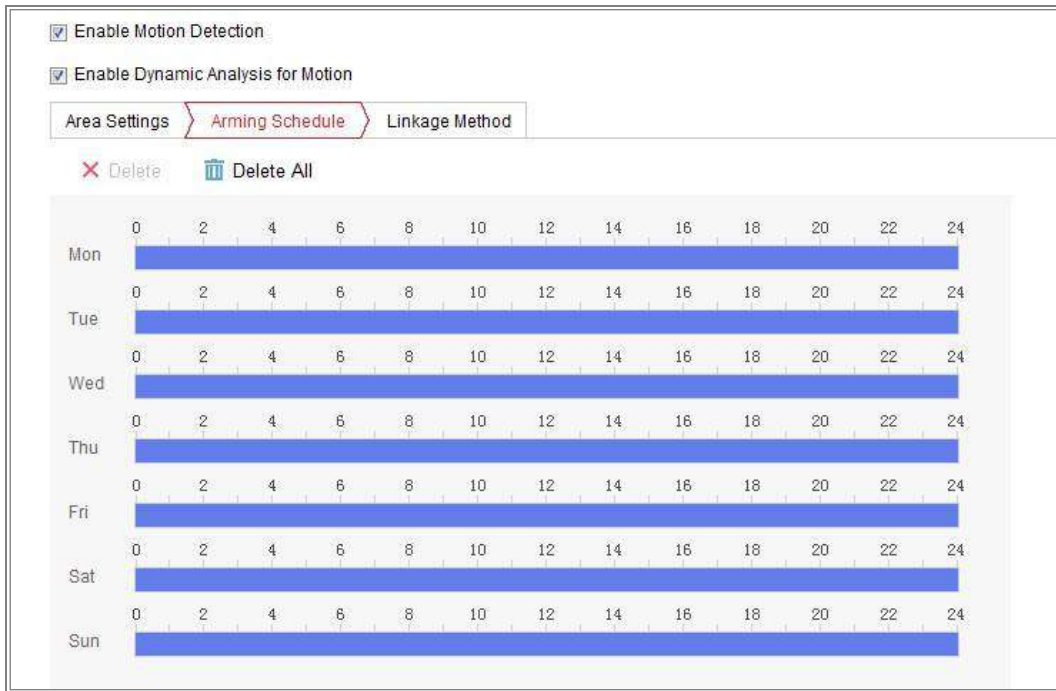 Enable Motion Detection
Enable Dynamic Analysis for Motion
Area Settings Arming Schedule Linkage Method
Delete Delete All
0 2 4 6 8 10 12 14 16 18 20 22 24
Mon
0 2 4 6 8 10 12 14 16 18 20 22 24
Tue
0 2 4 6 8 10 12 14 16 18 20 22 24
Wed
0 2 4 6 8 10 12 14 16 18 20 22 24
Thu
0 2 4 6 8 10 12 14 16 18 20 22 24
Fri
0 2 4 6 8 10 12 14 16 18 20 22 24
Sat
0 2 4 6 8 10 12 14 16 18 20 22 24
Sun